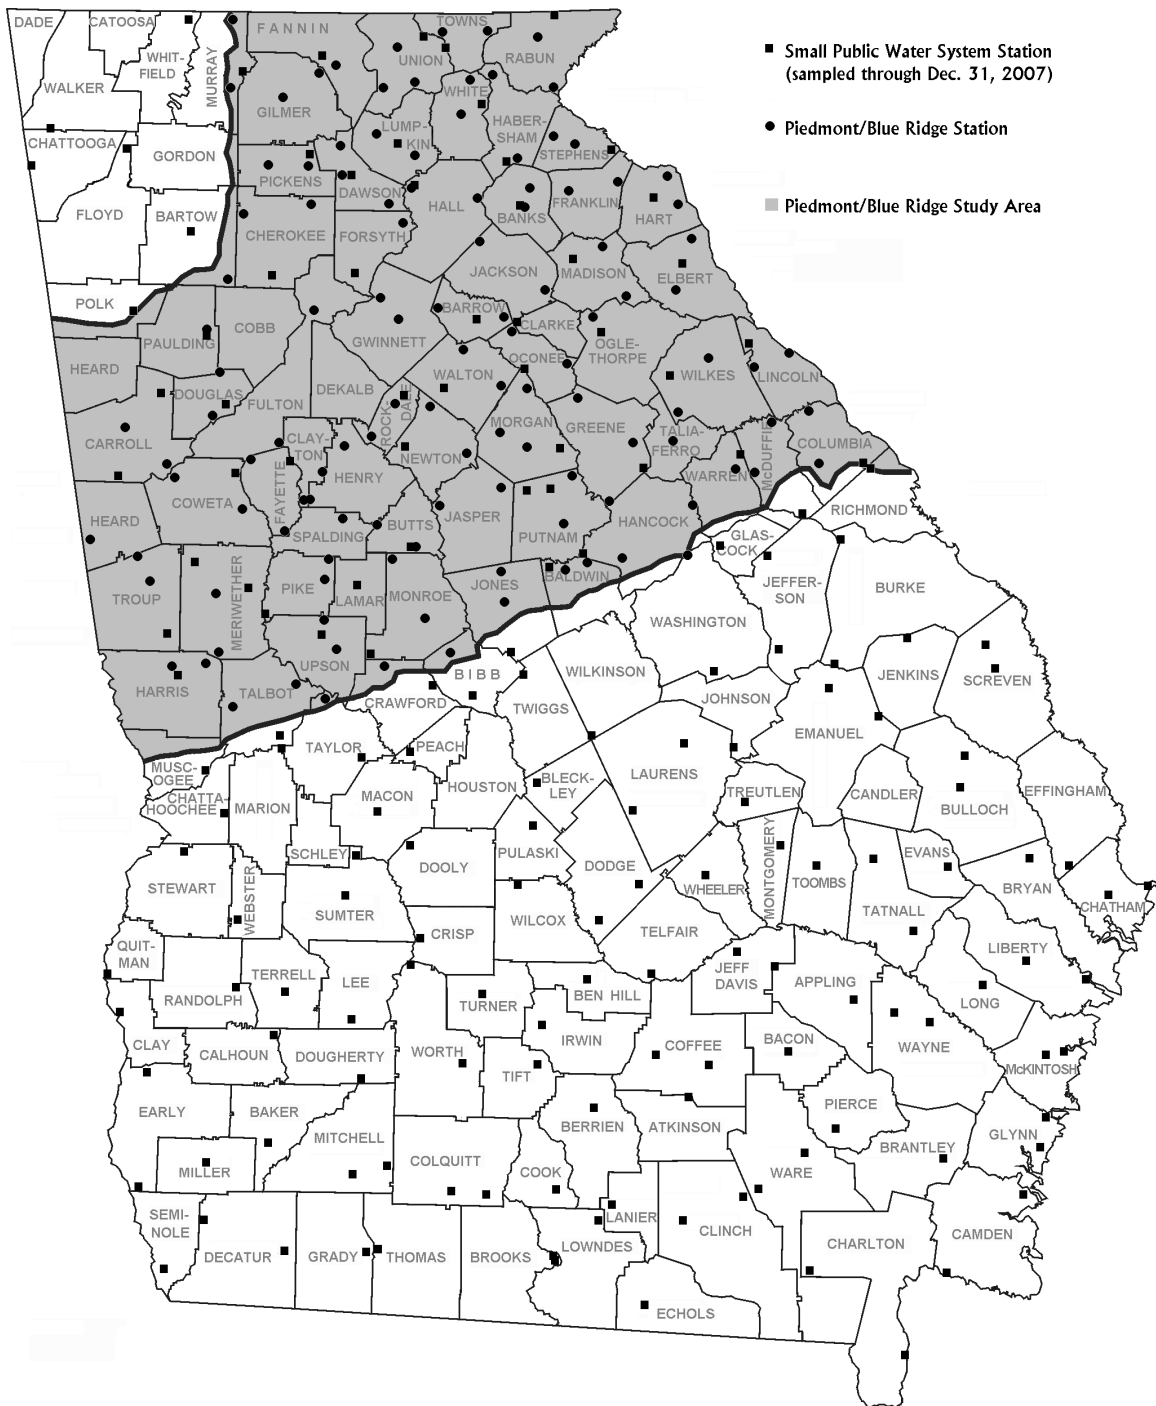 Small Public Water System Station
(sampled through Dec. 31, 2007)
Piedmont/Blue Ridge Station
Piedmont/Blue Ridge Study Area
DADE
CATOOSA
WHIT-
FIELD
MURRAY
FANNIN
TOWNS
UNION
RABUN
WALKER
GILMER
WHITE
CHATTOOGA
GORDON
LUMP-
KIN
HABER-
SHAM
STEPHENS
PICKENS
DAWSON
HALL
BANKS
FRANKLIN
HART
FLOYD
BARTOW
CHEROKEE
FORSYTH
JACKSON
MADISON
ELBERT
POLK
PAULDING
COBB
GWINNETT
BARROW
CLARKE
OGLE-
THORPE
OCONEE
HEARD
DOUGLAS
FULTON
DEKALB
ROCK-
DALE
WALTON
WILKES
LINCOLN
CARROLL
CLAY-
TON
HENRY
NEWTON
MORGAN
GREENE
TALIA-
FERRO
McDUFFIE
COLUMBIA
WARREN
COWETA
FAYETTE
SPALDING
BUTTS
JASPER
PUTNAM
HANCOCK
RICHMOND
HEARD
GLAS-
COCK
TROUP
MERIWETHER
PIKE
LAMAR
MONROE
JONES
BALDWIN
JEFFER-
SON
BURKE
WASHINGTON
UPSON
HARRIS
TALBOT
CRAWFORD
BIBB
TWIGGS
WILKINSON
JOHNSON
JENKINS
SCREVEN
EMANUEL
MUSC-
OGEE
CHATTA-
HOOCHEE
MARION
TAYLOR
PEACH
MACON
HOUSTON
BLECK-
LEY
LAURENS
TREUTLEN
CANDLER
BULLOCH
EFFINGHAM
SCHLEY
DOOLY
PULASKI
DODGE
WHEELER
MONTGOMERY
TOOMBS
EVANS
TATNALL
BRYAN
CHATHAM
STEWART
WEBSTER
SUMTER
CRISP
WILCOX
TELFAIR
LIBERTY
QUIT-
MAN
RANDOLPH
TERRELL
LEE
TURNER
BEN HILL
JEFF
DAVIS
APPLING
LONG
CLAY
CALHOUN
DOUGHERTY
WORTH
TIFT
IRWIN
COFFEE
BACON
WAYNE
McKINTOSH
EARLY
BAKER
MITCHELL
MILLER
COLQUITT
COOK
BERRIEN
ATKINSON
PIERCE
BRANTLEY
GLYNN
WARE
SEMI-
NOLE
DECATUR
GRADY
THOMAS
BROOKS
LANIER
LOWNDES
CLINCH
ECHOLS
CHARLTON
CAMDEN